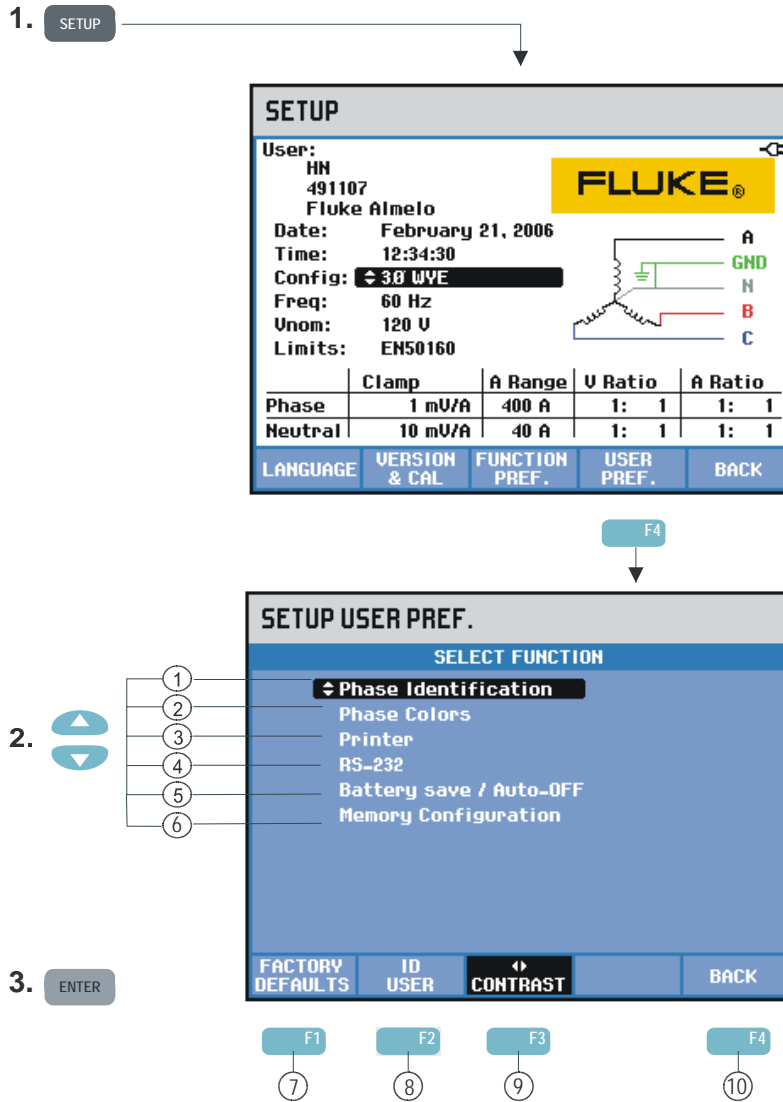 1. SETUP
SETUP
User:
HN
491107
Fluke Almelo
FLUKE®
Date: February 21, 2006
Time: 12:34:30
Config: 3Ø WYE
Freq: 60 Hz
Vnom: 120 V
Limits: EN50160
A
GND
N
B
C
Clamp A Range V Ratio A Ratio
Phase 1 mV/A 400 A 1: 1 1: 1
Neutral 10 mV/A 40 A 1: 1 1: 1
LANGUAGE VERSION & CAL FUNCTION PREF. USER PREF. BACK
F4
SETUP USER PREF.
SELECT FUNCTION
2.
1 Phase Identification
2 Phase Colors
3 Printer
4 RS-232
5 Battery save / Auto-OFF
6 Memory Configuration
3. ENTER
FACTORY DEFAULTS ID USER CONTRAST BACK
F1 F2 F3 F4
7 8 9 10